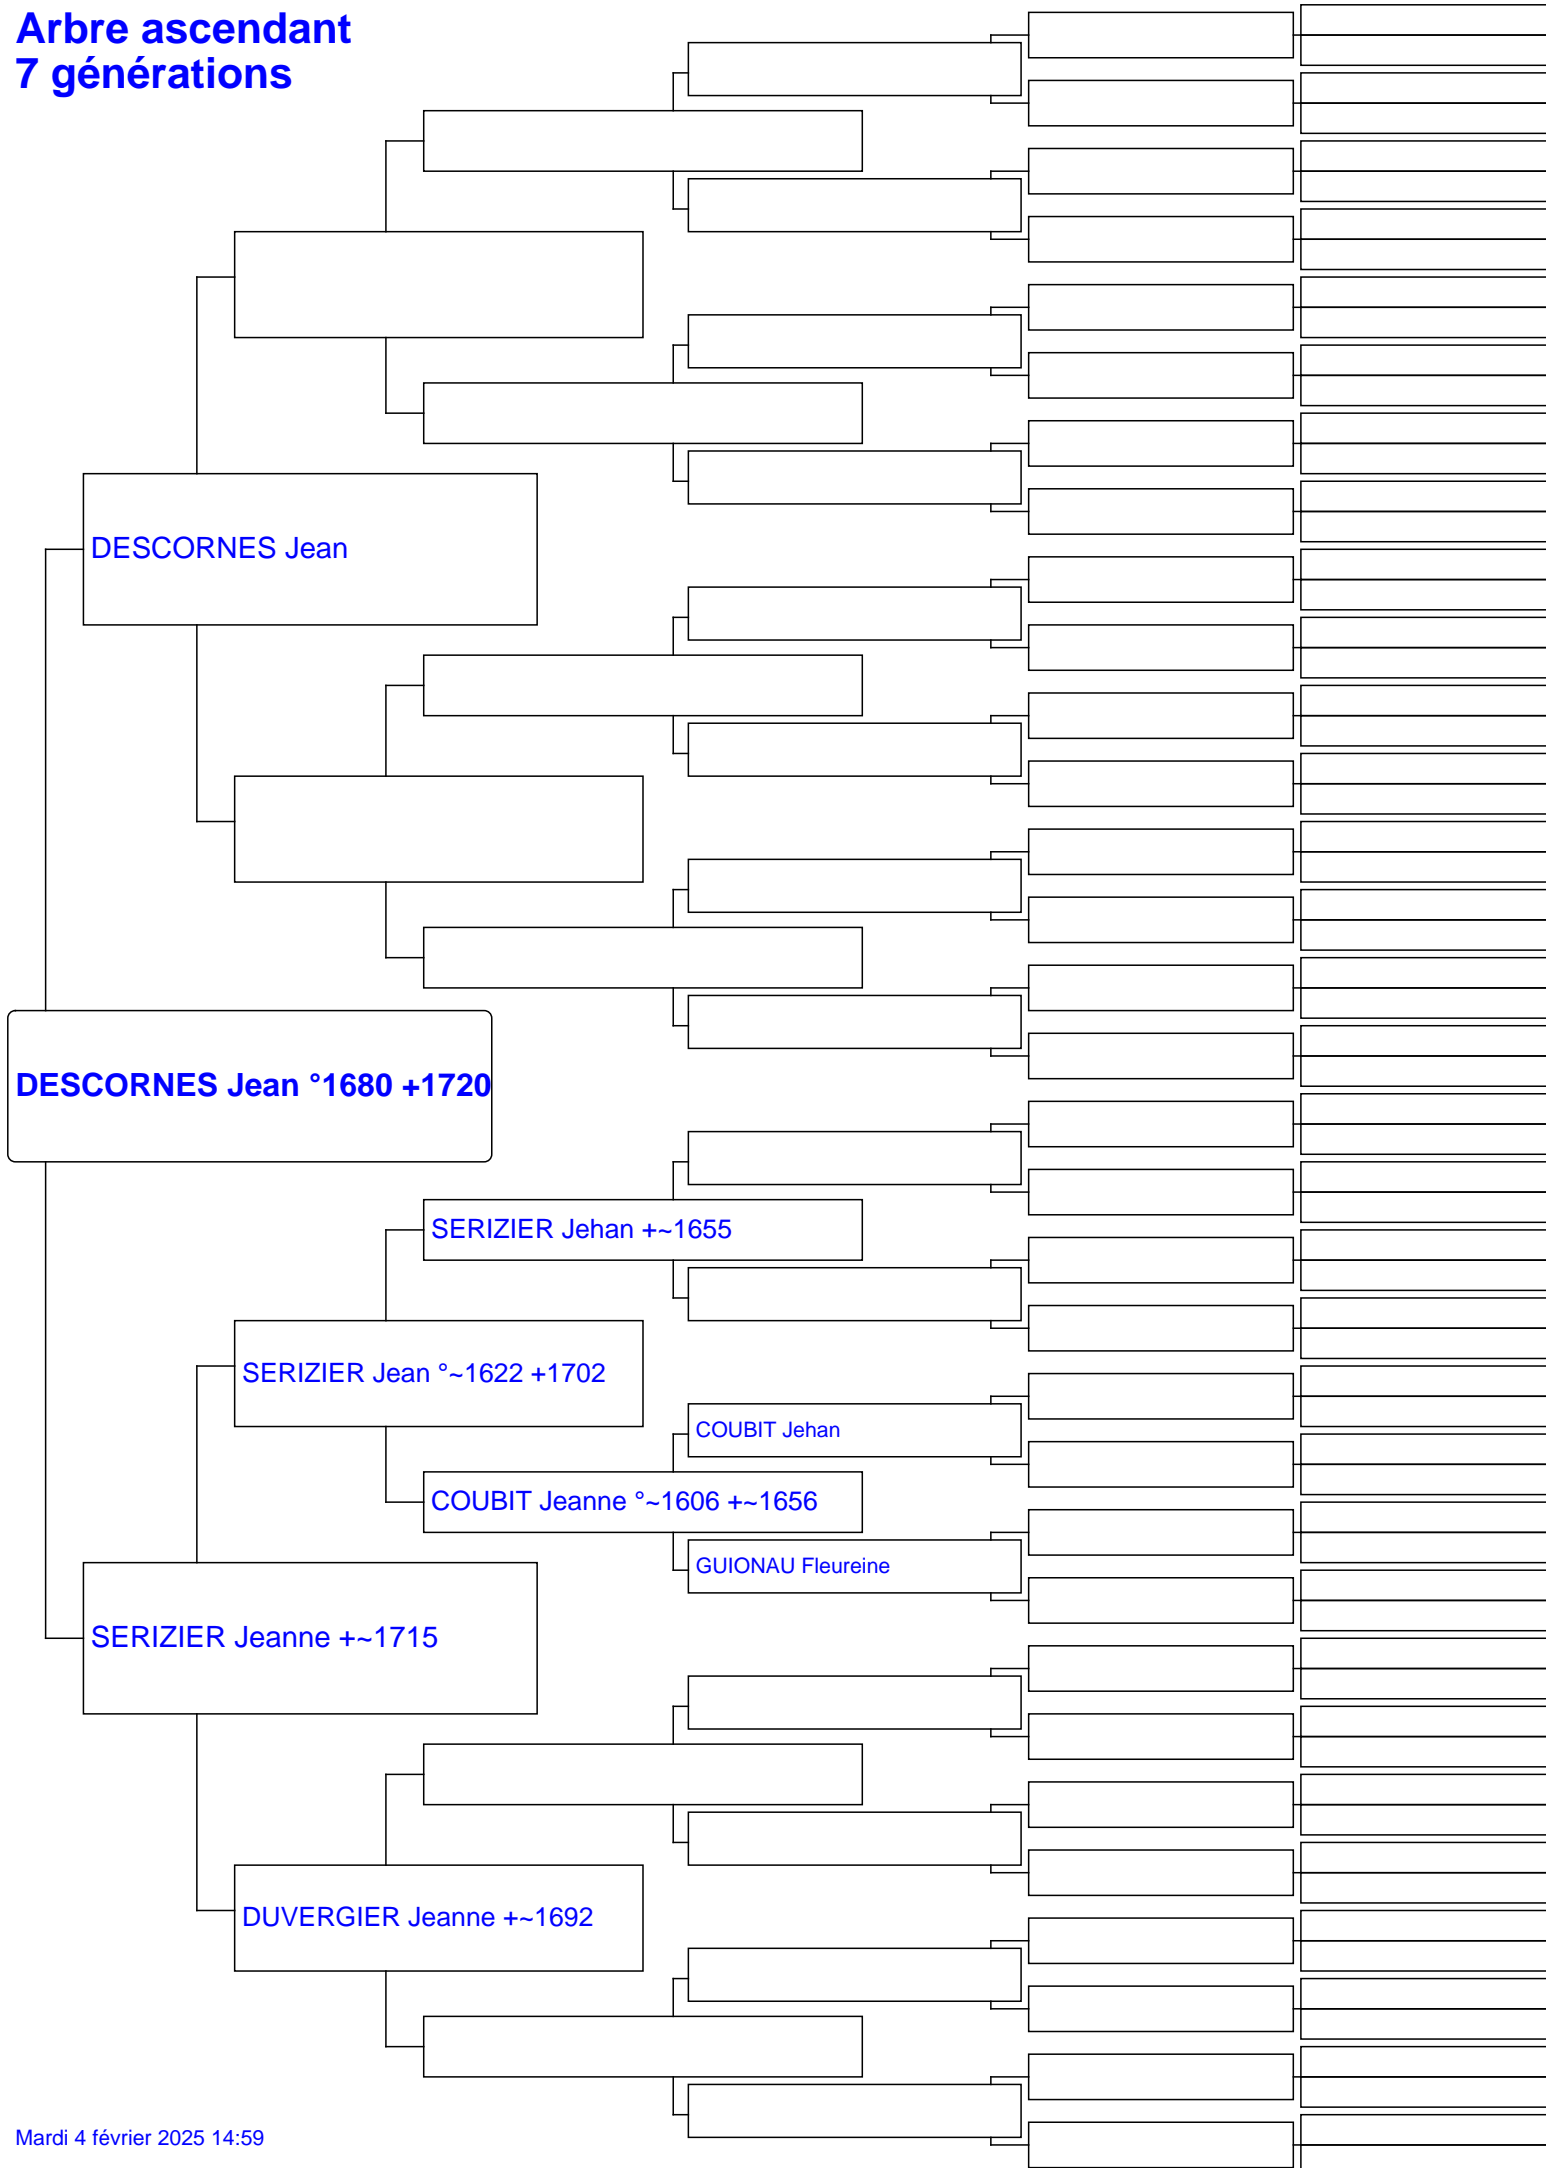 Arbre ascendant
7 générations
DESCORNES Jean
DESCORNES Jean °1680 +1720
SERIZIER Jehan +~1655
SERIZIER Jean °~1622 +1702
COUBIT Jehan
COUBIT Jeanne °~1606 +~1656
GUIONAU Fleureine
SERIZIER Jeanne +~1715
DUVERGIER Jeanne +~1692
Mardi 4 février 2025 14:59